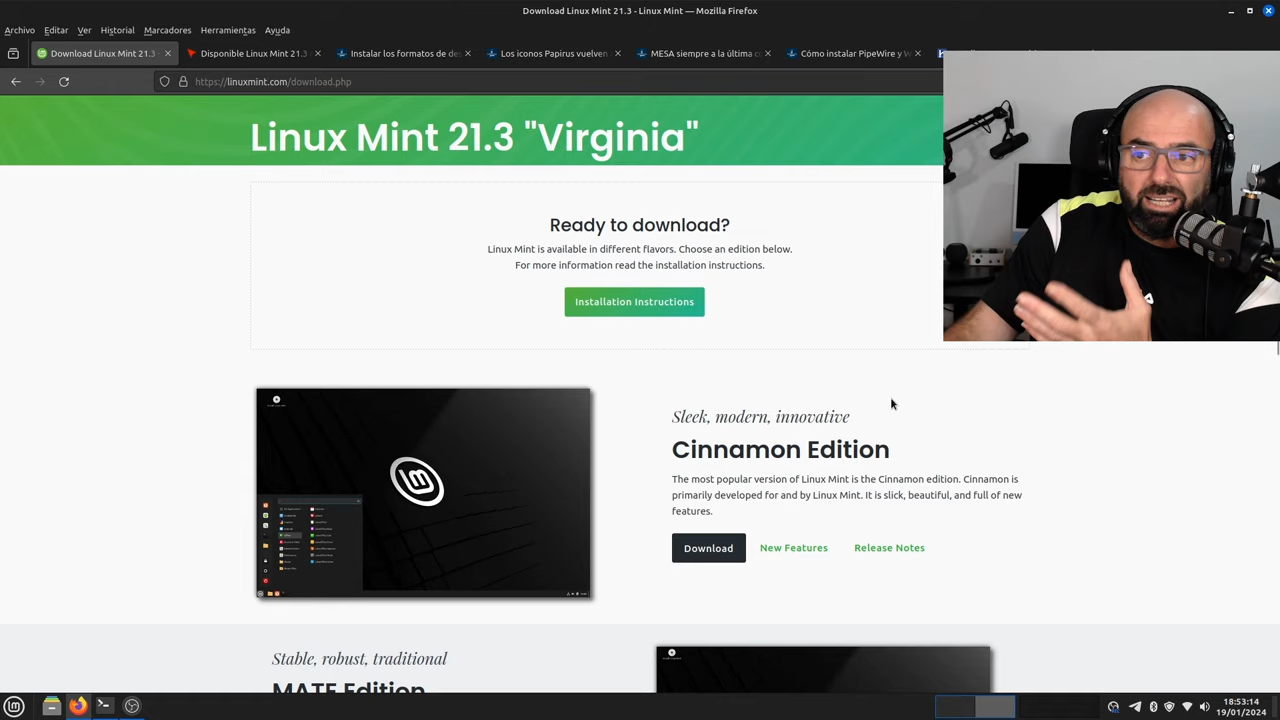 Download Linux Mint 21.3 - Linux Mint — Mozilla Firefox
Archivo Editar Ver Historial Marcadores Herramientas Ayuda
Download Linux Mint 21.3 - Disponible Linux Mint 21.3 Instalar los formatos de de Los iconos Papirus vuelven MESA siempre a la última Cómo instalar PipeWire y
https://linuxmint.com/download.php
Linux Mint 21.3 "Virginia"
Ready to download?
Linux Mint is available in different flavors. Choose an edition below.
For more information read the installation instructions.
Installation Instructions
Sleek, modern, innovative
Cinnamon Edition
The most popular version of Linux Mint is the Cinnamon edition. Cinnamon is
primarily developed for and by Linux Mint. It is slick, beautiful, and full of new
features.
Download New Features Release Notes
Stable, robust, traditional
MATE Edition
18:53:14
19/01/2024